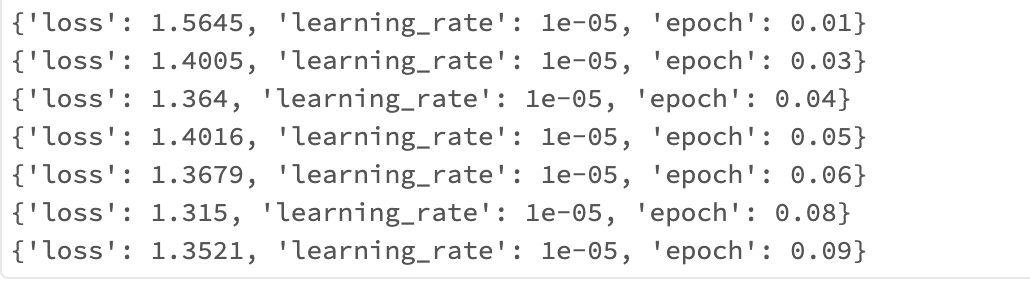 {'loss': 1.5645, 'learning_rate': 1e-05, 'epoch': 0.01}
{'loss': 1.4005, 'learning_rate': 1e-05, 'epoch': 0.03}
{'loss': 1.364, 'learning_rate': 1e-05, 'epoch': 0.04}
{'loss': 1.4016, 'learning_rate': 1e-05, 'epoch': 0.05}
{'loss': 1.3679, 'learning_rate': 1e-05, 'epoch': 0.06}
{'loss': 1.315, 'learning_rate': 1e-05, 'epoch': 0.08}
{'loss': 1.3521, 'learning_rate': 1e-05, 'epoch': 0.09}